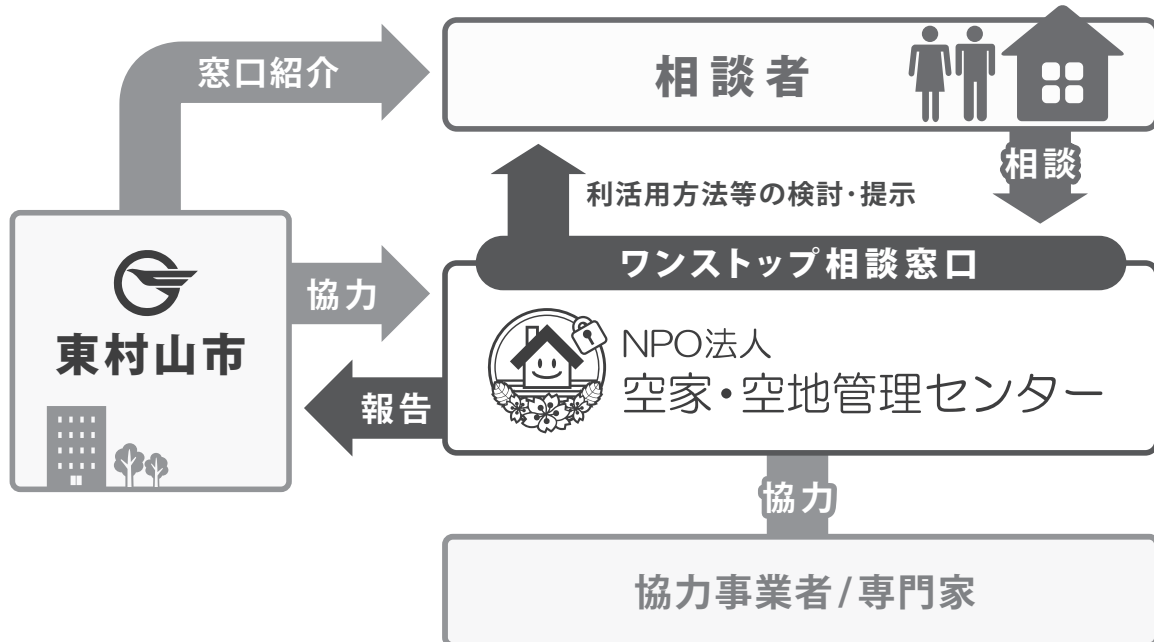 窓口紹介
相談者
相談
利活用方法等の検討・提示
ワンストップ相談窓口
協力
東村山市
NPO法人
空家・空地管理センター
報告
協力
協力事業者/専門家